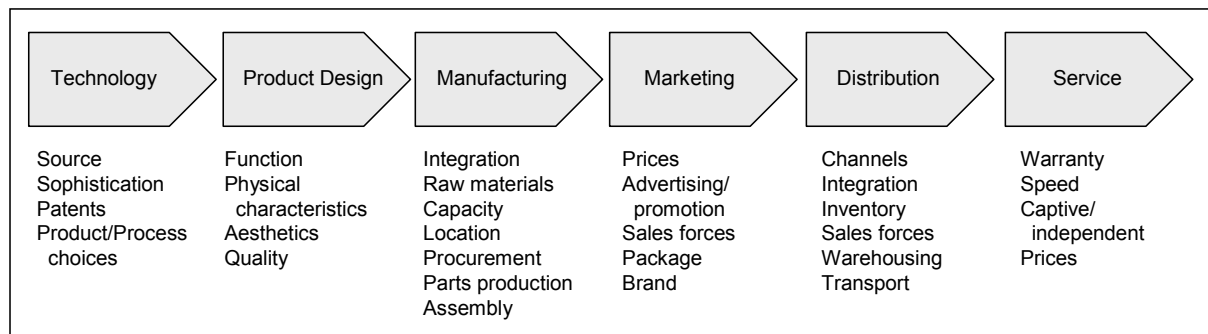 Technology
Product Design
Manufacturing
Marketing
Distribution
Service
Source
Sophistication
Patents
Product/Process
choices
Function
Physical
characteristics
Aesthetics
Quality
Integration
Raw materials
Capacity
Location
Procurement
Parts production
Assembly
Prices
Advertising/
promotion
Sales forces
Package
Brand
Channels
Integration
Inventory
Sales forces
Warehousing
Transport
Warranty
Speed
Captive/
independent
Prices